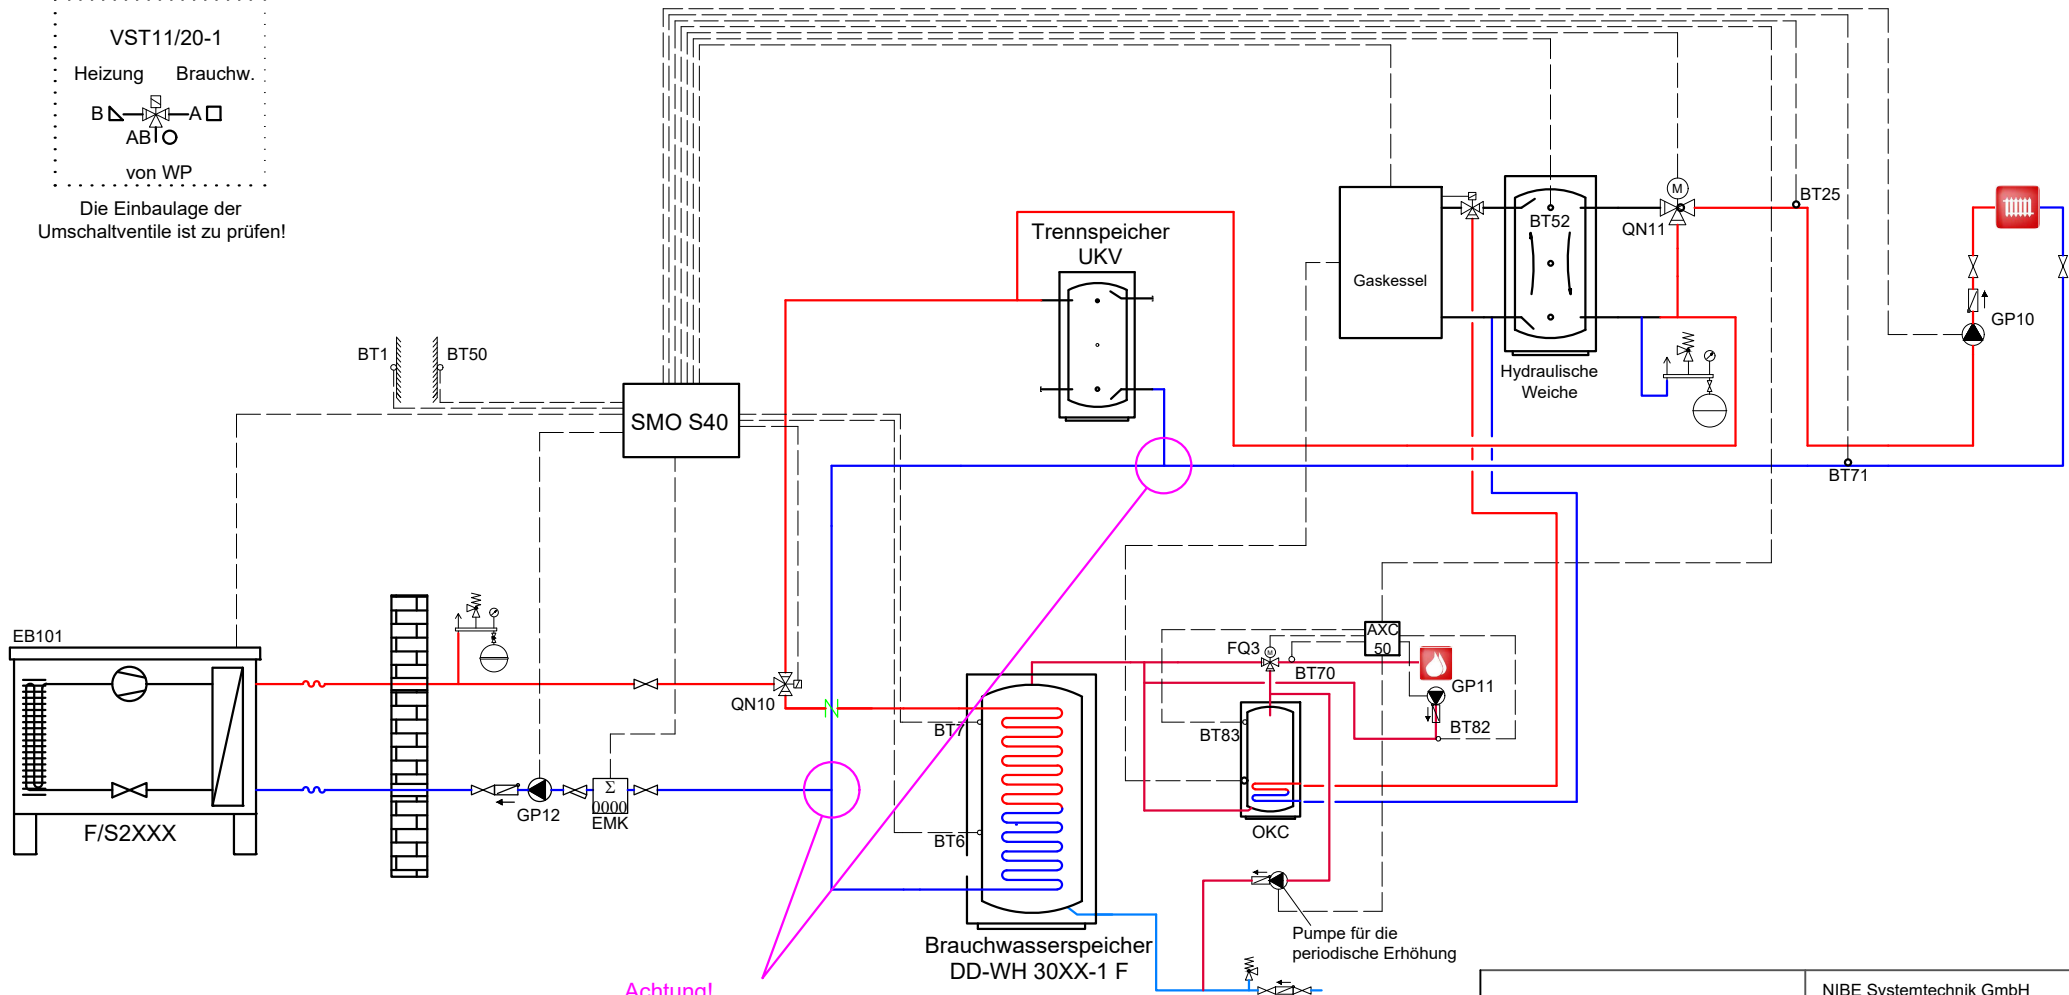 VST11/20-1
Heizung Brauchw.
B A
AB
von WP
Die Einbaulage der
Umschaltventile ist zu prüfen!
Trennspeicher
UKV
Gaskessel
BT52
M
QN11
BT25
GP10
Hydraulische
Weiche
BT1
BT50
SMO S40
BT71
EB101
F/S2XXX
GP12
Σ
0000
EMK
QN10
BT7
BT6
FQ3
M
AXC
50
BT70
GP11
BT83
BT82
OKC
Brauchwasserspeicher
DD-WH 30XX-1 F
Pumpe für die
periodische Erhöhung
Achtung!
NIBE Systemtechnik GmbH